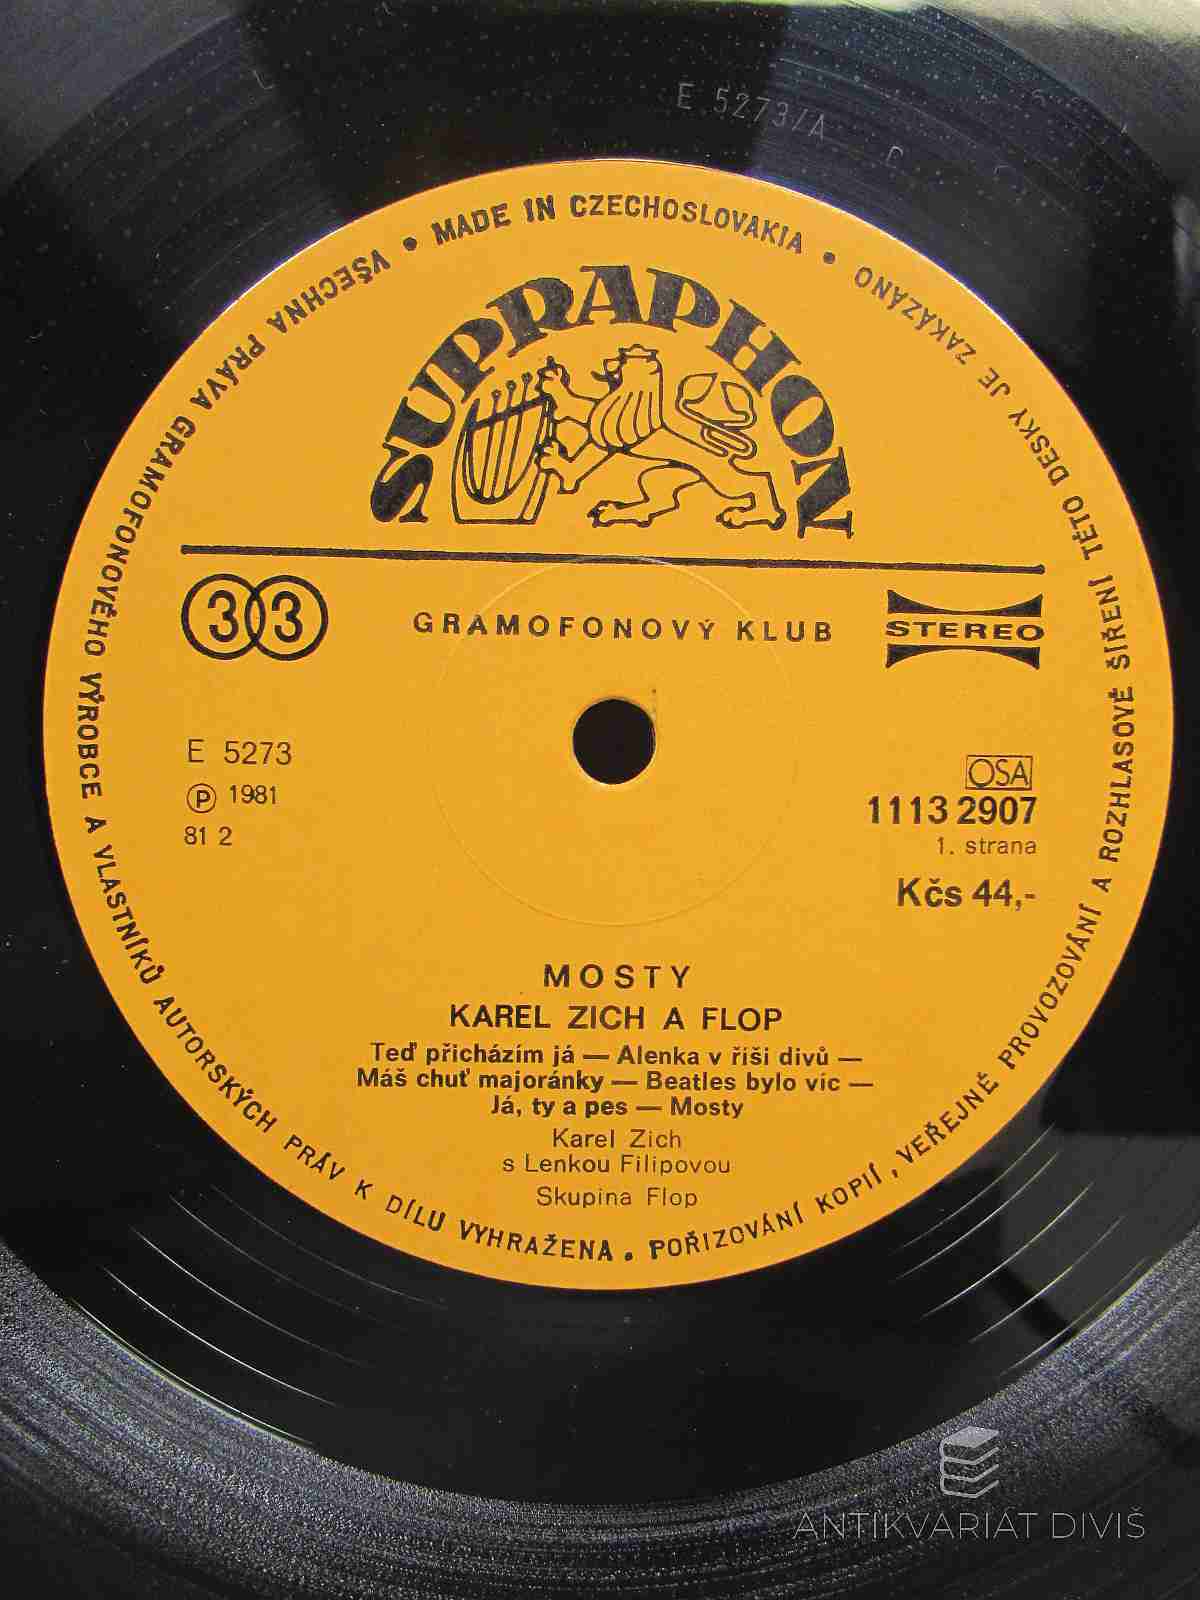 E 5273/A
MADE IN CZECHOSLOVAKIA • VŠECHNA PRÁVA GRAMOFONOVÉHO VÝROBCE A VLASTNÍKŮ AUTORSKÝCH PRÁV K DÍLU VYHRAŽENA. POŘIZOVÁNÍ KOPIÍ, VEŘEJNÉ PROVOZOVÁNÍ A ROZHLASOVÉ ŠÍŘENÍ TÉTO DESKY JE ZAKÁZÁNO •
SUPRAPHON
33
GRAMOFONOVÝ KLUB
STEREO
E 5273
Ⓟ 1981
81 2
OSA
1113 2907
1. strana
Kčs 44,-
MOSTY
KAREL ZICH A FLOP
Teď přicházím já — Alenka v říši divů —
Máš chuť majoránky — Beatles bylo víc —
Já, ty a pes — Mosty
Karel Zich
s Lenkou Filipovou
Skupina Flop
ANTIKVARIÁT DIVIŠ